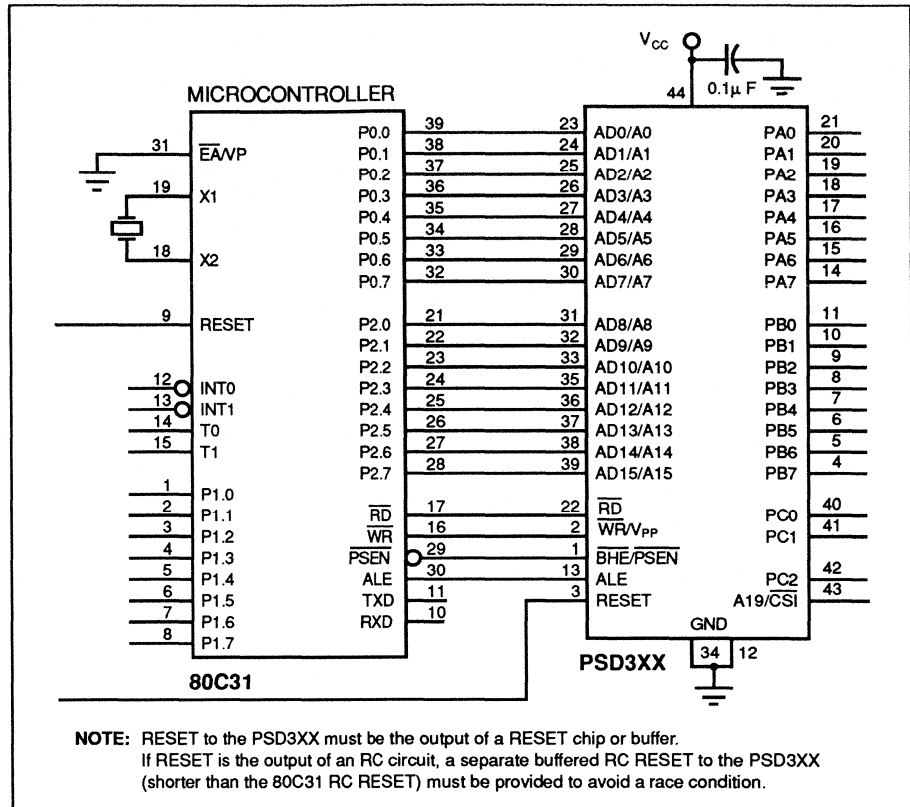 V_CC
0.1µ F
44
MICROCONTROLLER
31 EA/VP
19 X1
18 X2
9 RESET
12 INT0
13 INT1
14 T0
15 T1
1 P1.0
2 P1.1
3 P1.2
4 P1.3
5 P1.4
6 P1.5
7 P1.6
8 P1.7
P0.0 39
P0.1 38
P0.2 37
P0.3 36
P0.4 35
P0.5 34
P0.6 33
P0.7 32
P2.0 21
P2.1 22
P2.2 23
P2.3 24
P2.4 25
P2.5 26
P2.6 27
P2.7 28
RD 17
WR 16
PSEN 29
ALE 30
TXD 11
RXD 10
80C31
23 AD0/A0
24 AD1/A1
25 AD2/A2
26 AD3/A3
27 AD4/A4
28 AD5/A5
29 AD6/A6
30 AD7/A7
31 AD8/A8
32 AD9/A9
33 AD10/A10
35 AD11/A11
36 AD12/A12
37 AD13/A13
38 AD14/A14
39 AD15/A15
22 RD
2 WR/VPP
1 BHE/PSEN
13 ALE
3 RESET
PA0 21
PA1 20
PA2 19
PA3 18
PA4 17
PA5 16
PA6 15
PA7 14
PB0 11
PB1 10
PB2 9
PB3 8
PB4 7
PB5 6
PB6 5
PB7 4
PC0 40
PC1 41
PC2 42
A19/CSI 43
GND
34 12
PSD3XX
NOTE: RESET to the PSD3XX must be the output of a RESET chip or buffer.
If RESET is the output of an RC circuit, a separate buffered RC RESET to the PSD3XX
(shorter than the 80C31 RC RESET) must be provided to avoid a race condition.